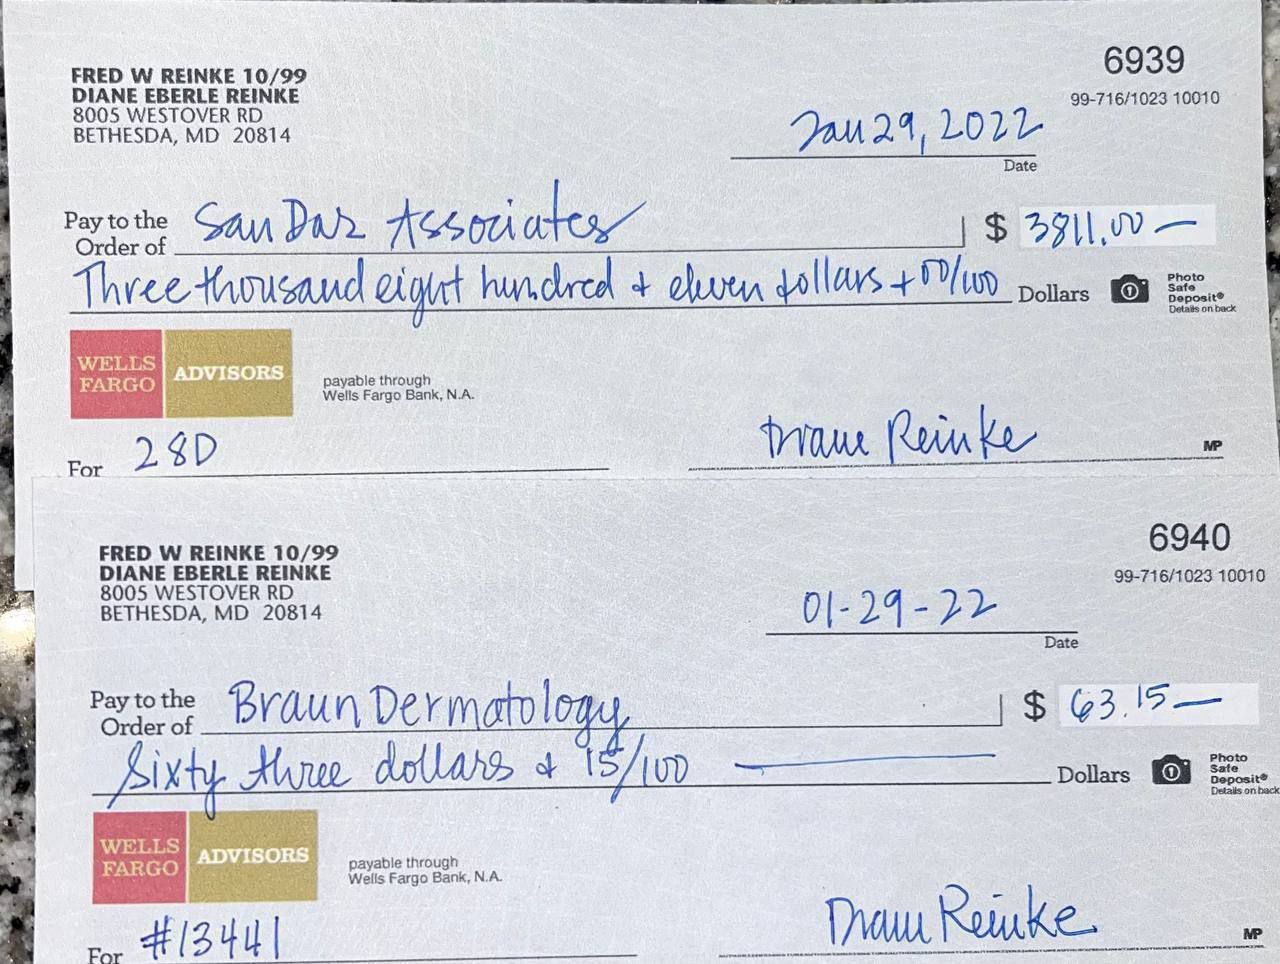 6939
FRED W REINKE 10/99
DIANE EBERLE REINKE
8005 WESTOVER RD
BETHESDA, MD 20814
99-716/1023 10010
Jan 29, 2022
Date
Pay to the
Order of San Dar Associates $ 3811.00
Three thousand eight hundred & eleven dollars + 00/100 Dollars
Photo
Safe
Deposit®
Details on back
WELLS
FARGO
ADVISORS
payable through
Wells Fargo Bank, N.A.
For 28D
Diane Reinke
MP
6940
FRED W REINKE 10/99
DIANE EBERLE REINKE
8005 WESTOVER RD
BETHESDA, MD 20814
99-716/1023 10010
01-29-22
Date
Pay to the
Order of Braun Dermatology $ 63.15
Sixty three dollars & 15/100 Dollars
Photo
Safe
Deposit®
Details on back
WELLS
FARGO
ADVISORS
payable through
Wells Fargo Bank, N.A.
For #13441
Diane Reinke
MP